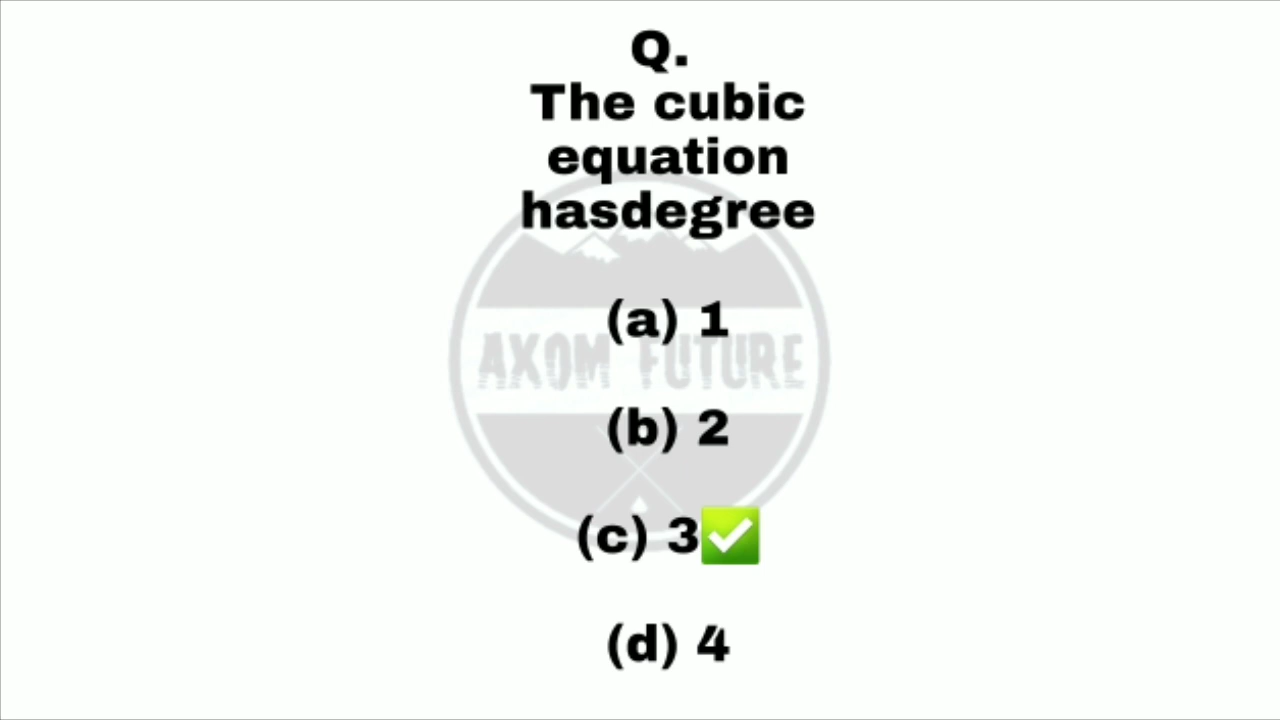 Q.
The cubic
equation
hasdegree
(a) 1
AXOM FUTURE
(b) 2
(c) 3✅
(d) 4